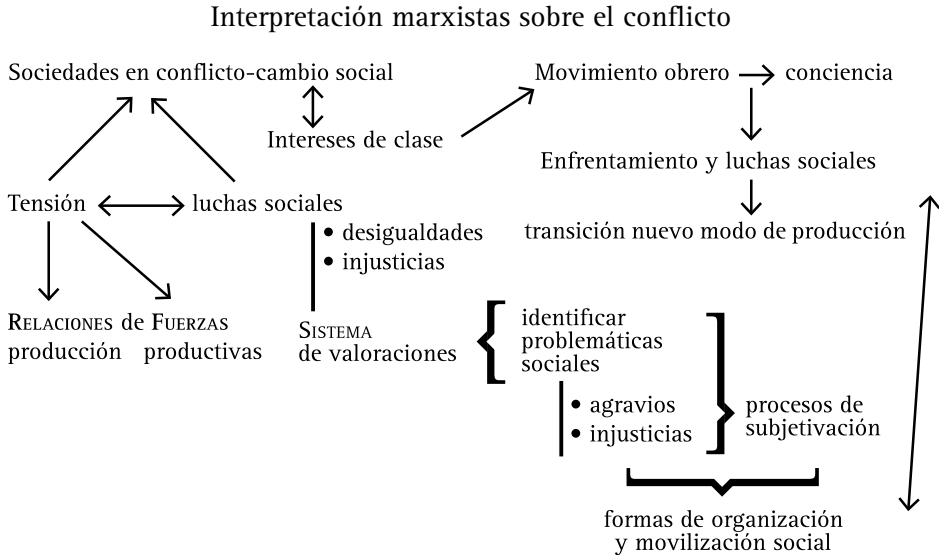 Interpretación marxistas sobre el conflicto
Sociedades en conflicto-cambio social
Movimiento obrero
conciencia
Intereses de clase
Enfrentamiento y luchas sociales
Tensión
luchas sociales
transición nuevo modo de producción
• desigualdades
• injusticias
RELACIONES de FUERZAS
producción productivas
SISTEMA
de valoraciones
identificar
problemáticas
sociales
• agravios
• injusticias
procesos de
subjetivación
formas de organización
y movilización social